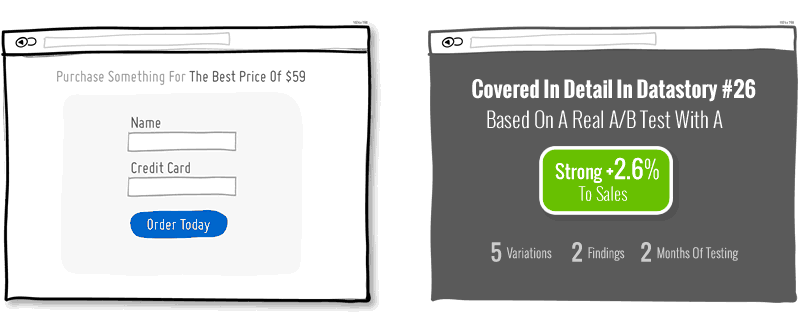 Purchase Something For The Best Price Of $59
Name
Credit Card
Order Today
Covered In Detail In Datastory #26
Based On A Real A/B Test With A
Strong +2.6%
To Sales
5 Variations 2 Findings 2 Months Of Testing